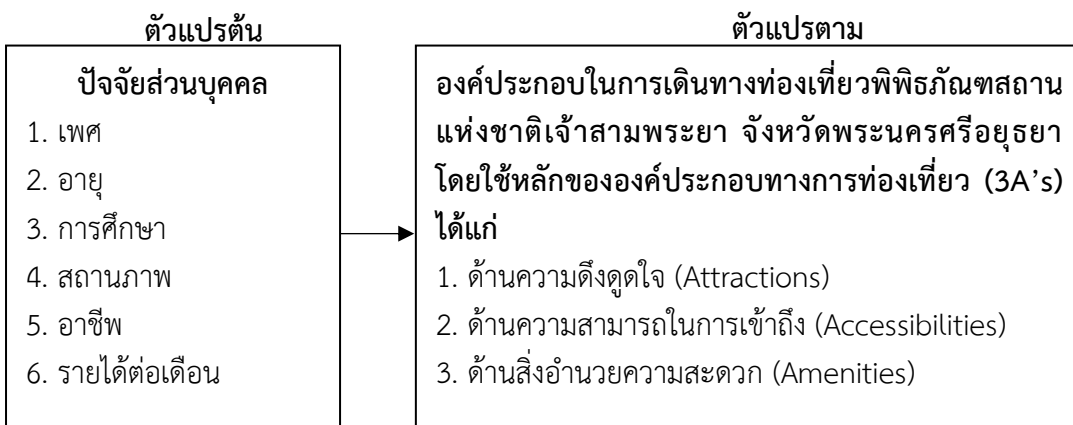 ตัวแปรต้น
ปัจจัยส่วนบุคคล
1. เพศ
2. อายุ
3. การศึกษา
4. สถานภาพ
5. อาชีพ
6. รายได้ต่อเดือน
ตัวแปรตาม
องค์ประกอบในการเดินทางท่องเที่ยวพิพิธภัณฑสถาน
แห่งชาติเจ้าสามพระยา จังหวัดพระนครศรีอยุธยา
โดยใช้หลักขององค์ประกอบทางการท่องเที่ยว (3A’s)
ได้แก่
1. ด้านความดึงดูดใจ (Attractions)
2. ด้านความสามารถในการเข้าถึง (Accessibilities)
3. ด้านสิ่งอำนวยความสะดวก (Amenities)